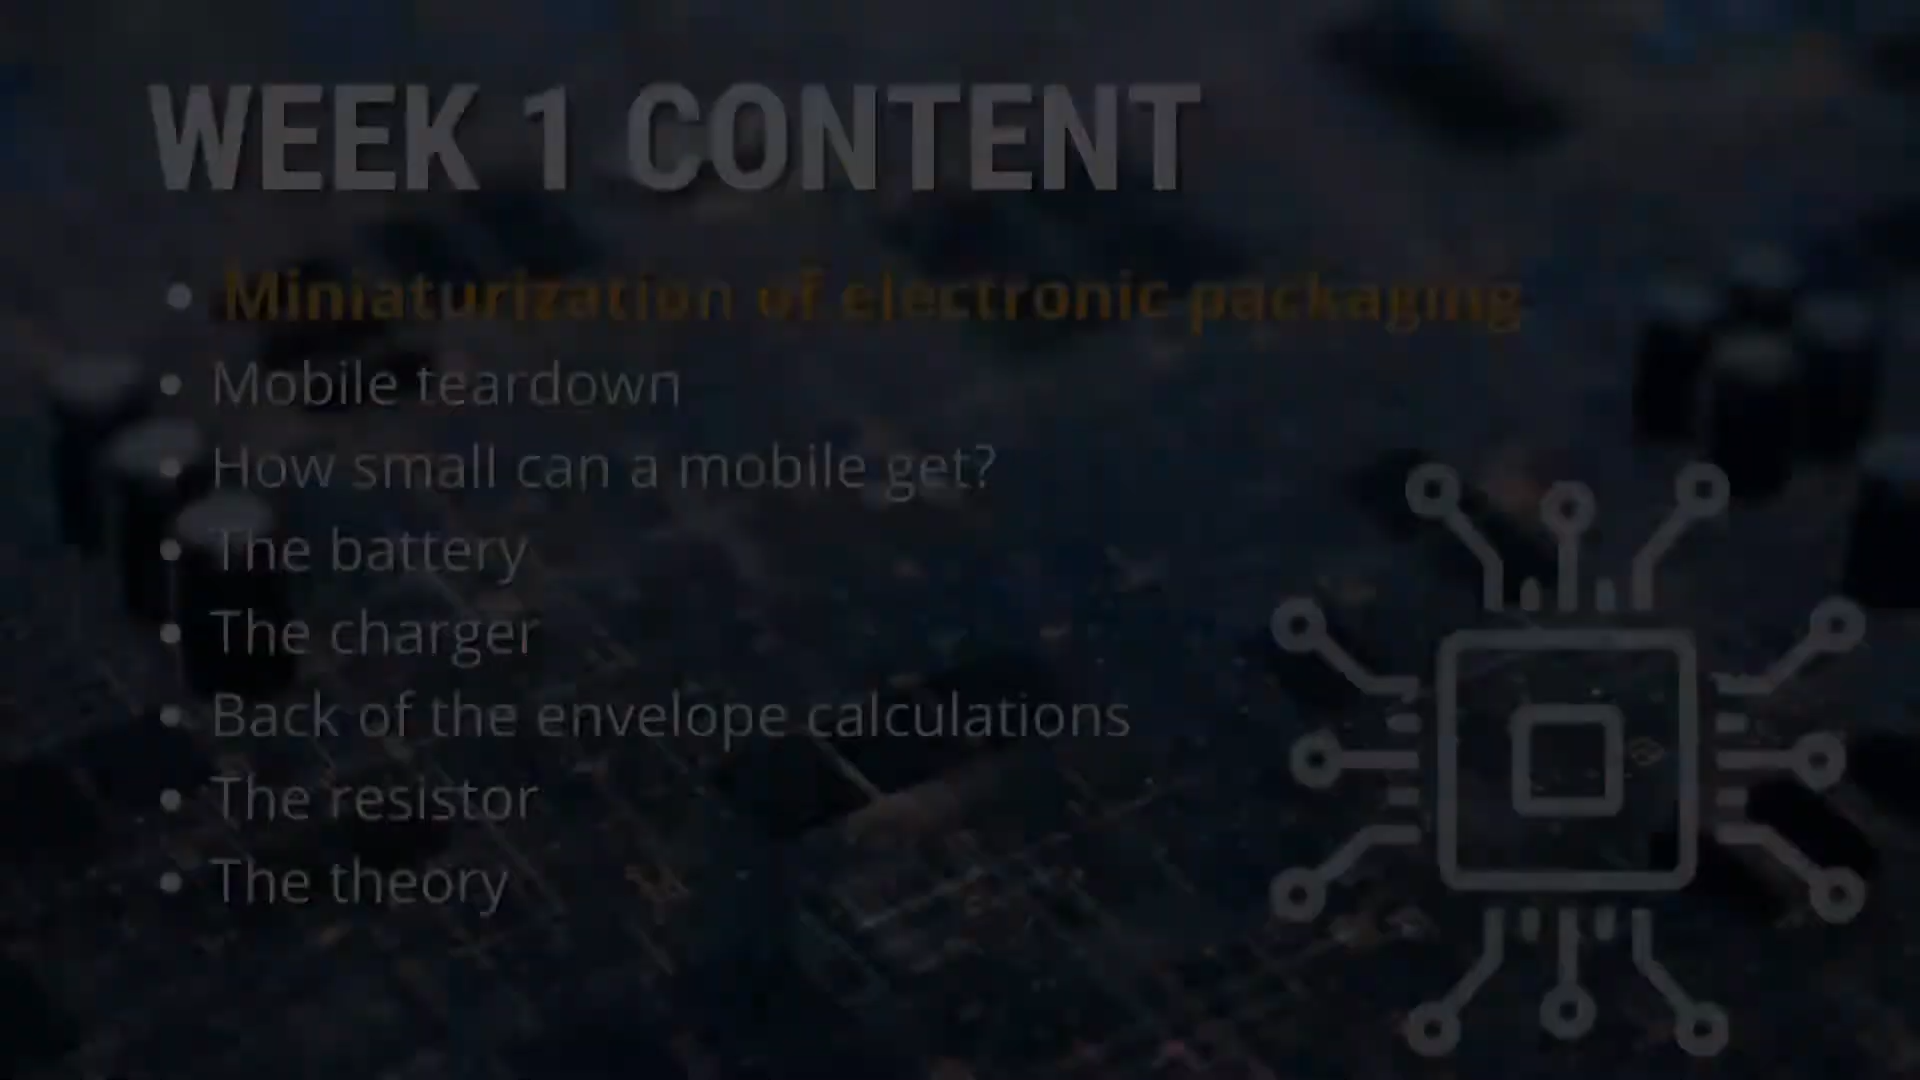 WEEK 1 CONTENT
• Miniaturization of electronic packaging
• Mobile teardown
• How small can a mobile get?
• The battery
• The charger
• Back of the envelope calculations
• The resistor
• The theory